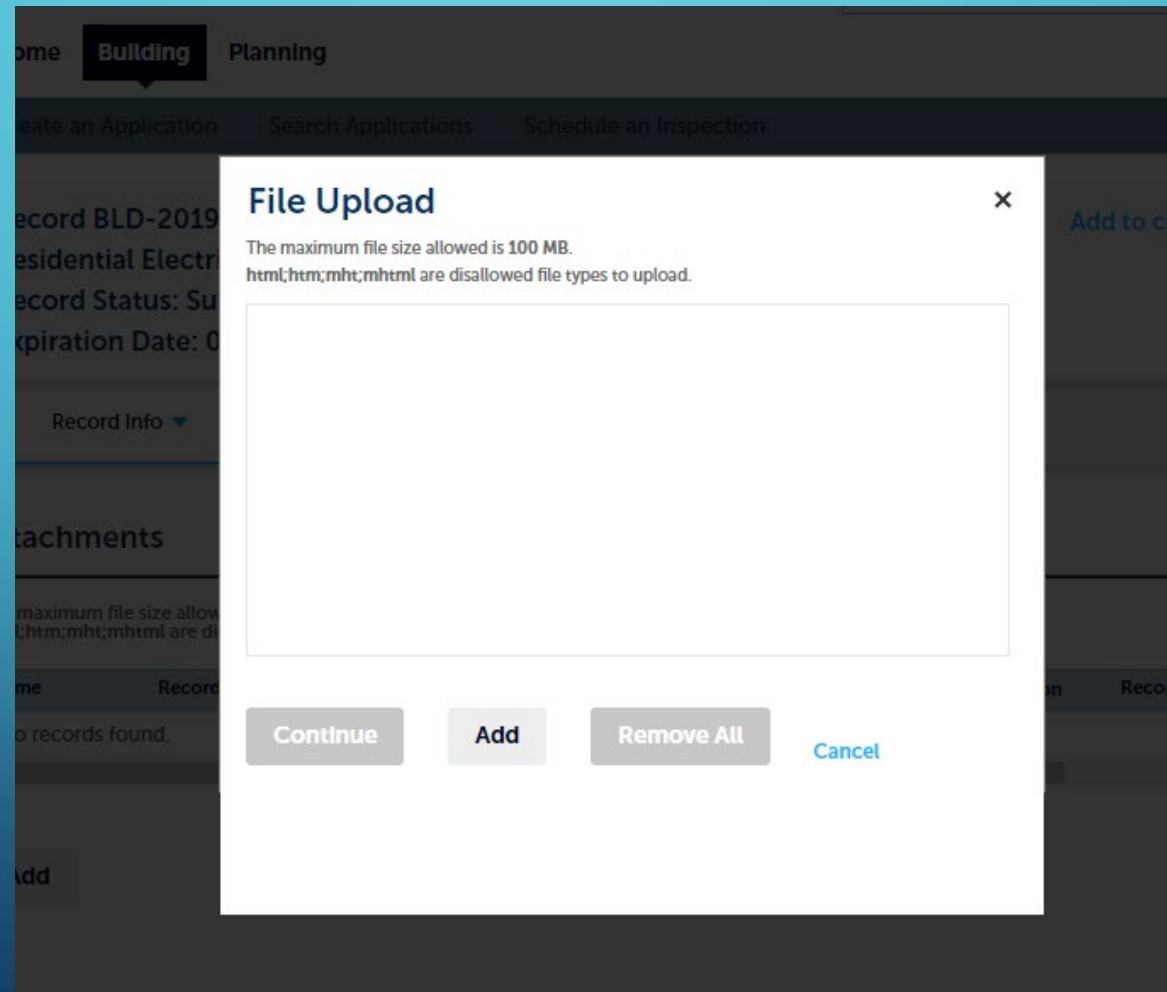 ome Building Planning
reate an Application Search Applications Schedule an Inspection
File Upload ×
The maximum file size allowed is 100 MB.
html;htm;mht;mhtml are disallowed file types to upload.
ecord BLD-2019
Add to c
esidential Electri
ecord Status: Su
xpiration Date: 0
Record Info
tachments
maximum file size allow
l;htm;mht;mhtml are di
me Record on Reco
o records found.
Continue Add Remove All Cancel
Add